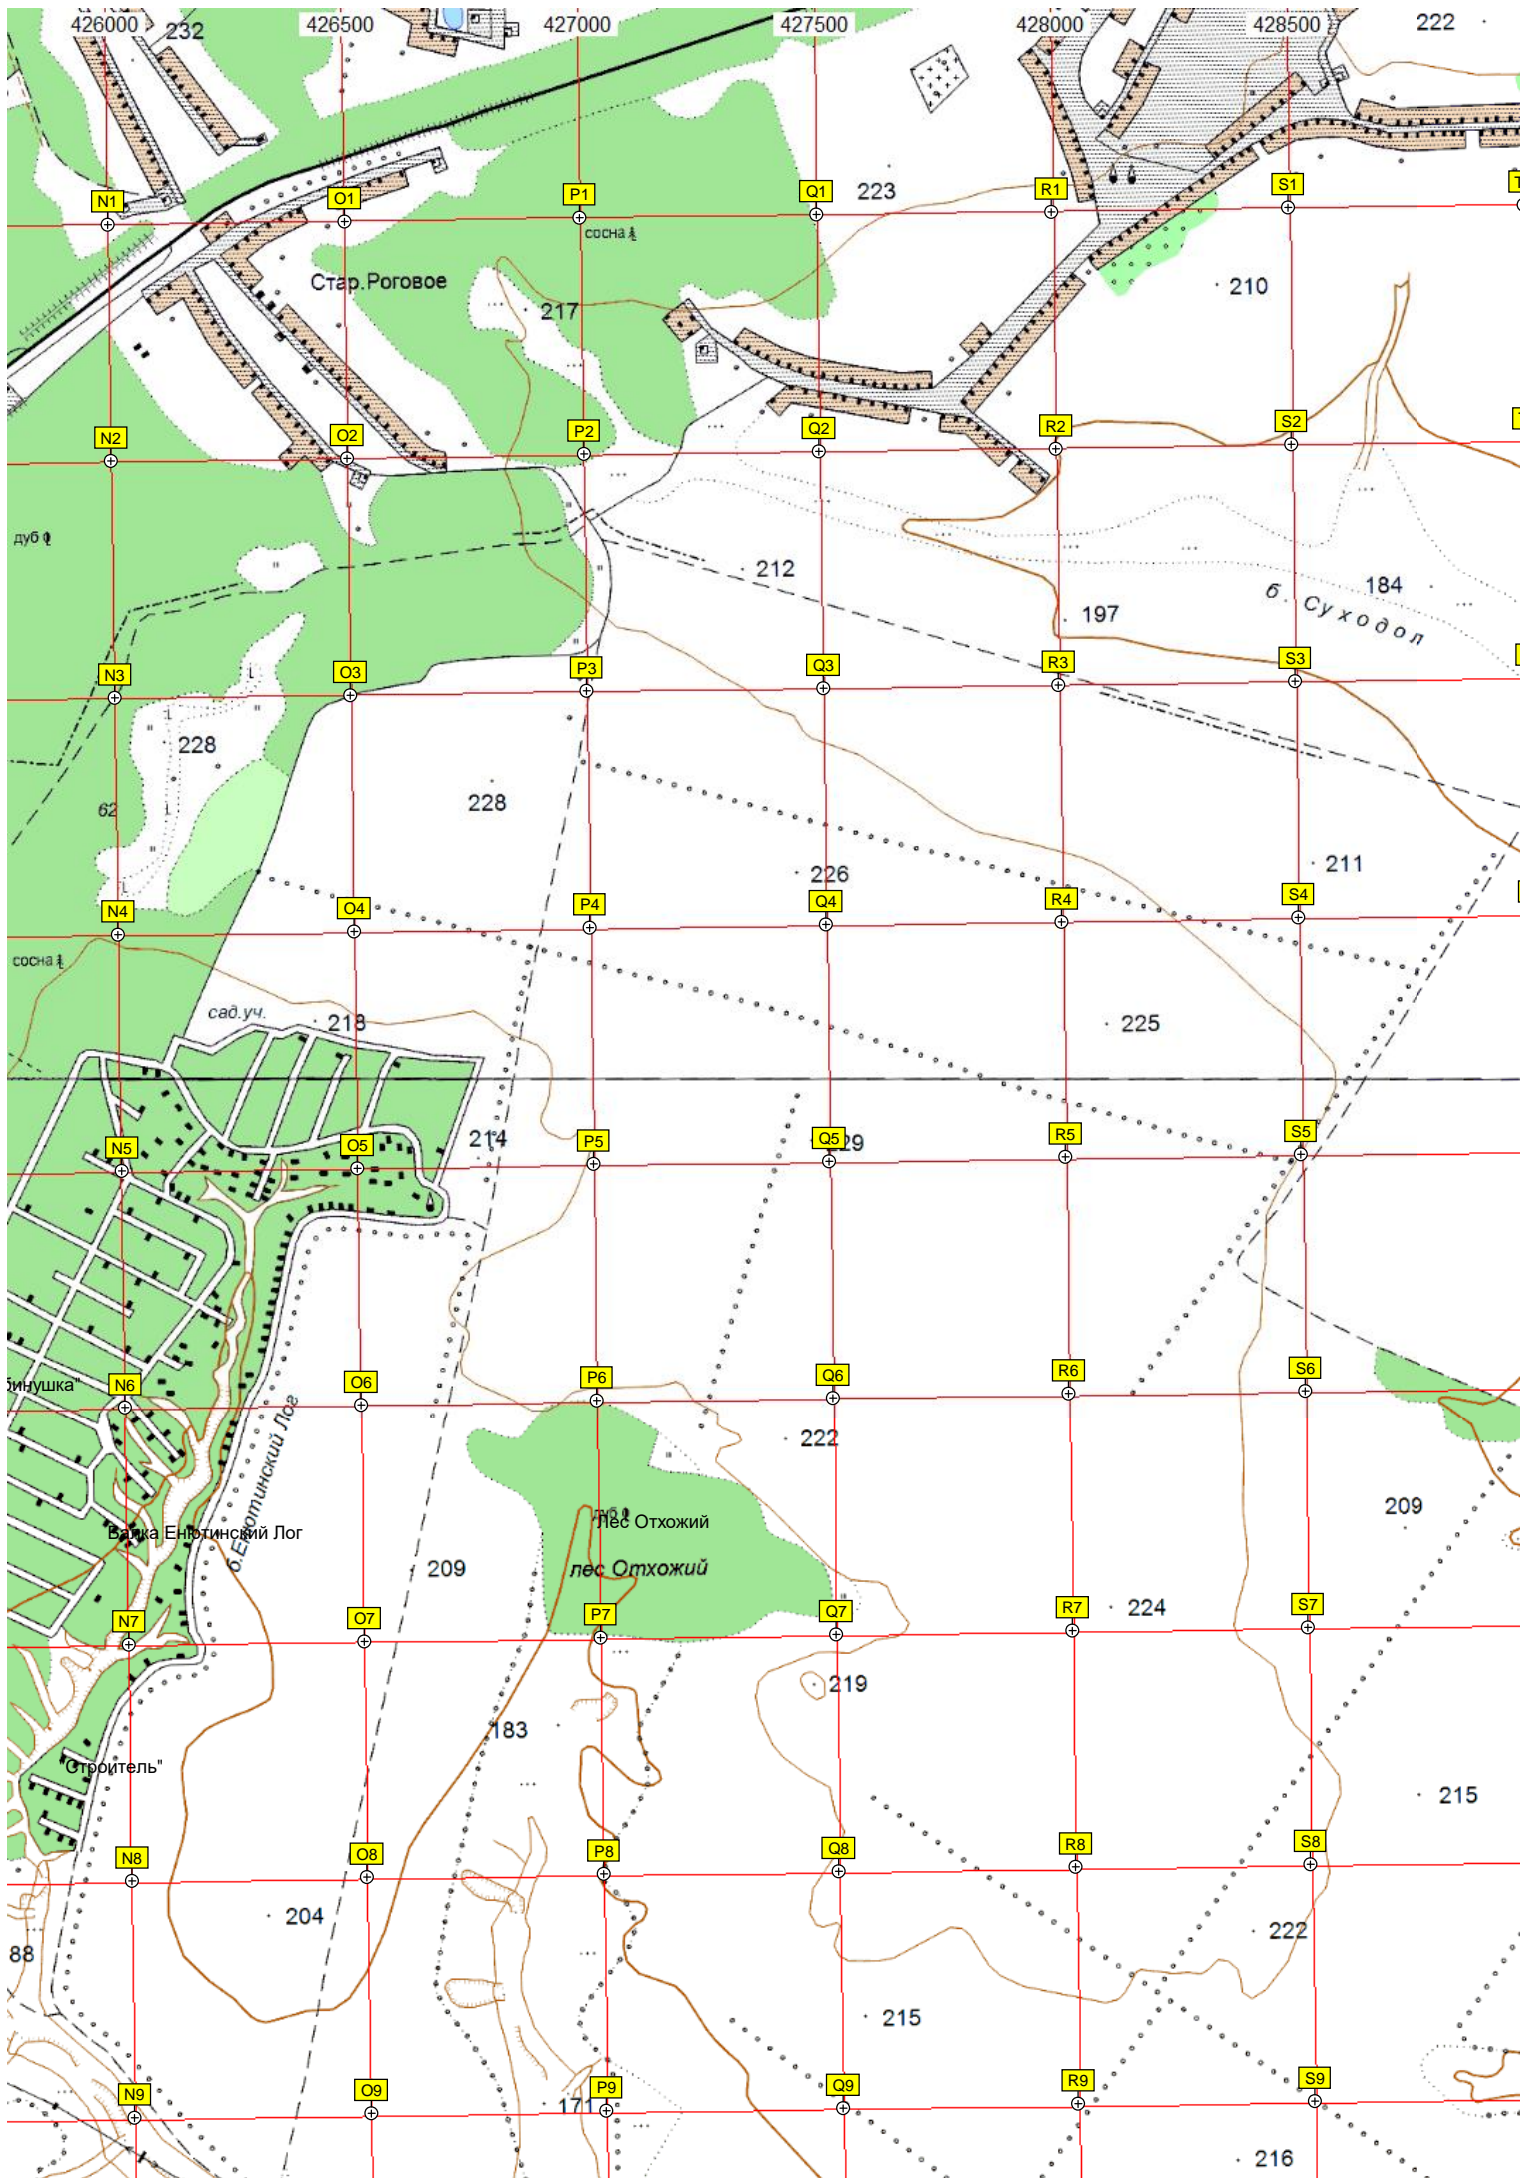 426000 426500 427000 427500 428000 428500
232 222
N1 O1 P1 Q1 223 R1 S1
сосна
Стар.Роговое
217
210
N2 O2 P2 Q2 R2 S2
дуб
212
184
197
б. Суходол
N3 O3 P3 Q3 R3 S3
228
62
228
226
211
N4 O4 P4 Q4 R4 S4
сосна
сад.уч.
218
225
214
N5 O5 P5 Q5 R5 S5
N6 O6 P6 Q6 R6 S6
222
б.Енютинский Лог
209
дуб
Лес Отхожий
Балка Енютинский Лог
209
лес Отхожий
N7 O7 P7 Q7 R7 224 S7
219
183
"Строитель"
215
N8 O8 P8 Q8 R8 S8
204
222
88
215
N9 O9 171 P9 Q9 R9 S9
216